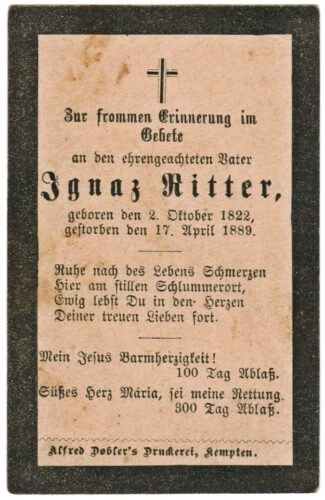 Zur frommen Erinnerung im
Gebete
an den ehrengeachteten Vater
Ignaz Ritter,
geboren den 2. Oktober 1822,
gestorben den 17. April 1889.
Ruhe nach des Lebens Schmerzen
Hier am stillen Schlummerort,
Ewig lebst Du in den Herzen
Deiner treuen Lieben fort.
Mein Jesus Barmherzigkeit!
100 Tag Ablaß.
Süßes Herz Mariä, sei meine Rettung.
300 Tag Ablaß.
Alfred Dobler's Druckerei, Kempten.